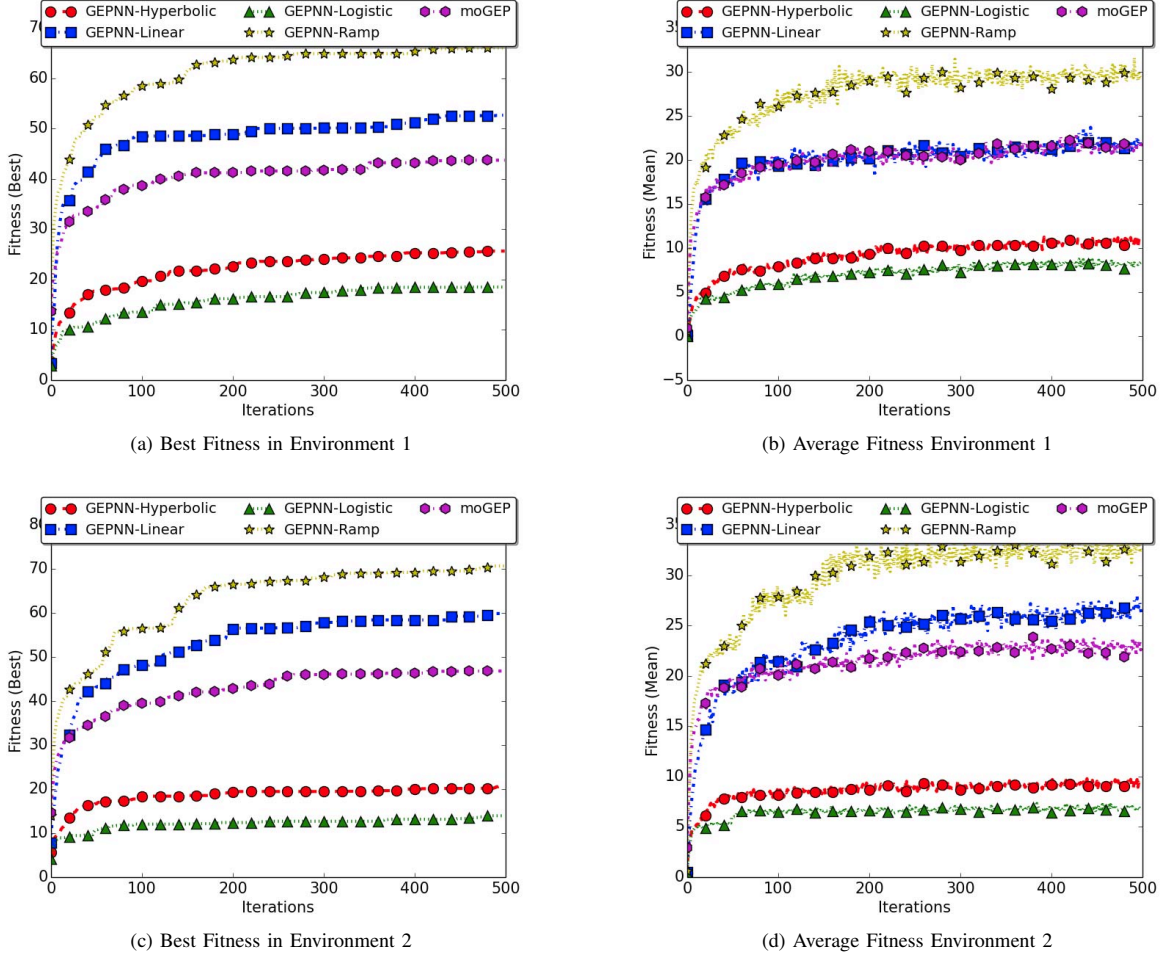 GEPNN-Hyperbolic GEPNN-Logistic moGEP
GEPNN-Linear GEPNN-Ramp
70
60
50
40
30
20
10
0
Fitness (Best)
0 100 200 300 400 500
Iterations
(a) Best Fitness in Environment 1
GEPNN-Hyperbolic GEPNN-Logistic moGEP
GEPNN-Linear GEPNN-Ramp
35
30
25
20
15
10
5
0
−5
Fitness (Mean)
0 100 200 300 400 500
Iterations
(b) Average Fitness Environment 1
GEPNN-Hyperbolic GEPNN-Logistic moGEP
GEPNN-Linear GEPNN-Ramp
80
70
60
50
40
30
20
10
0
Fitness (Best)
0 100 200 300 400 500
Iterations
(c) Best Fitness in Environment 2
GEPNN-Hyperbolic GEPNN-Logistic moGEP
GEPNN-Linear GEPNN-Ramp
35
30
25
20
15
10
5
0
Fitness (Mean)
0 100 200 300 400 500
Iterations
(d) Average Fitness Environment 2